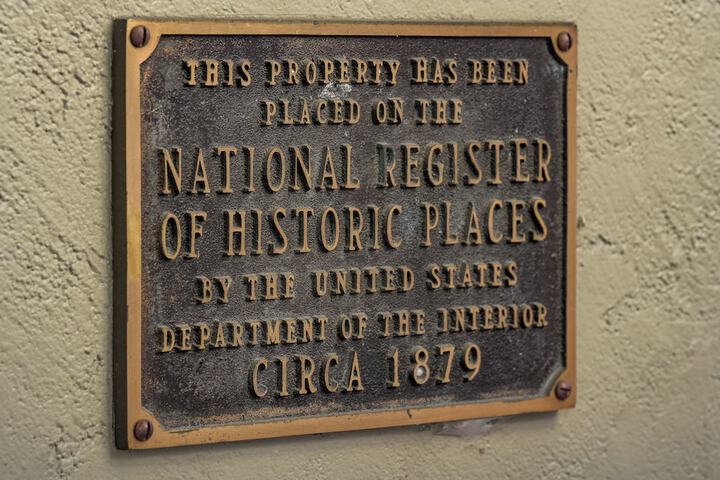 THIS PROPERTY HAS BEEN
PLACED ON THE
NATIONAL REGISTER
OF HISTORIC PLACES
BY THE UNITED STATES
DEPARTMENT OF THE INTERIOR
CIRCA 1879